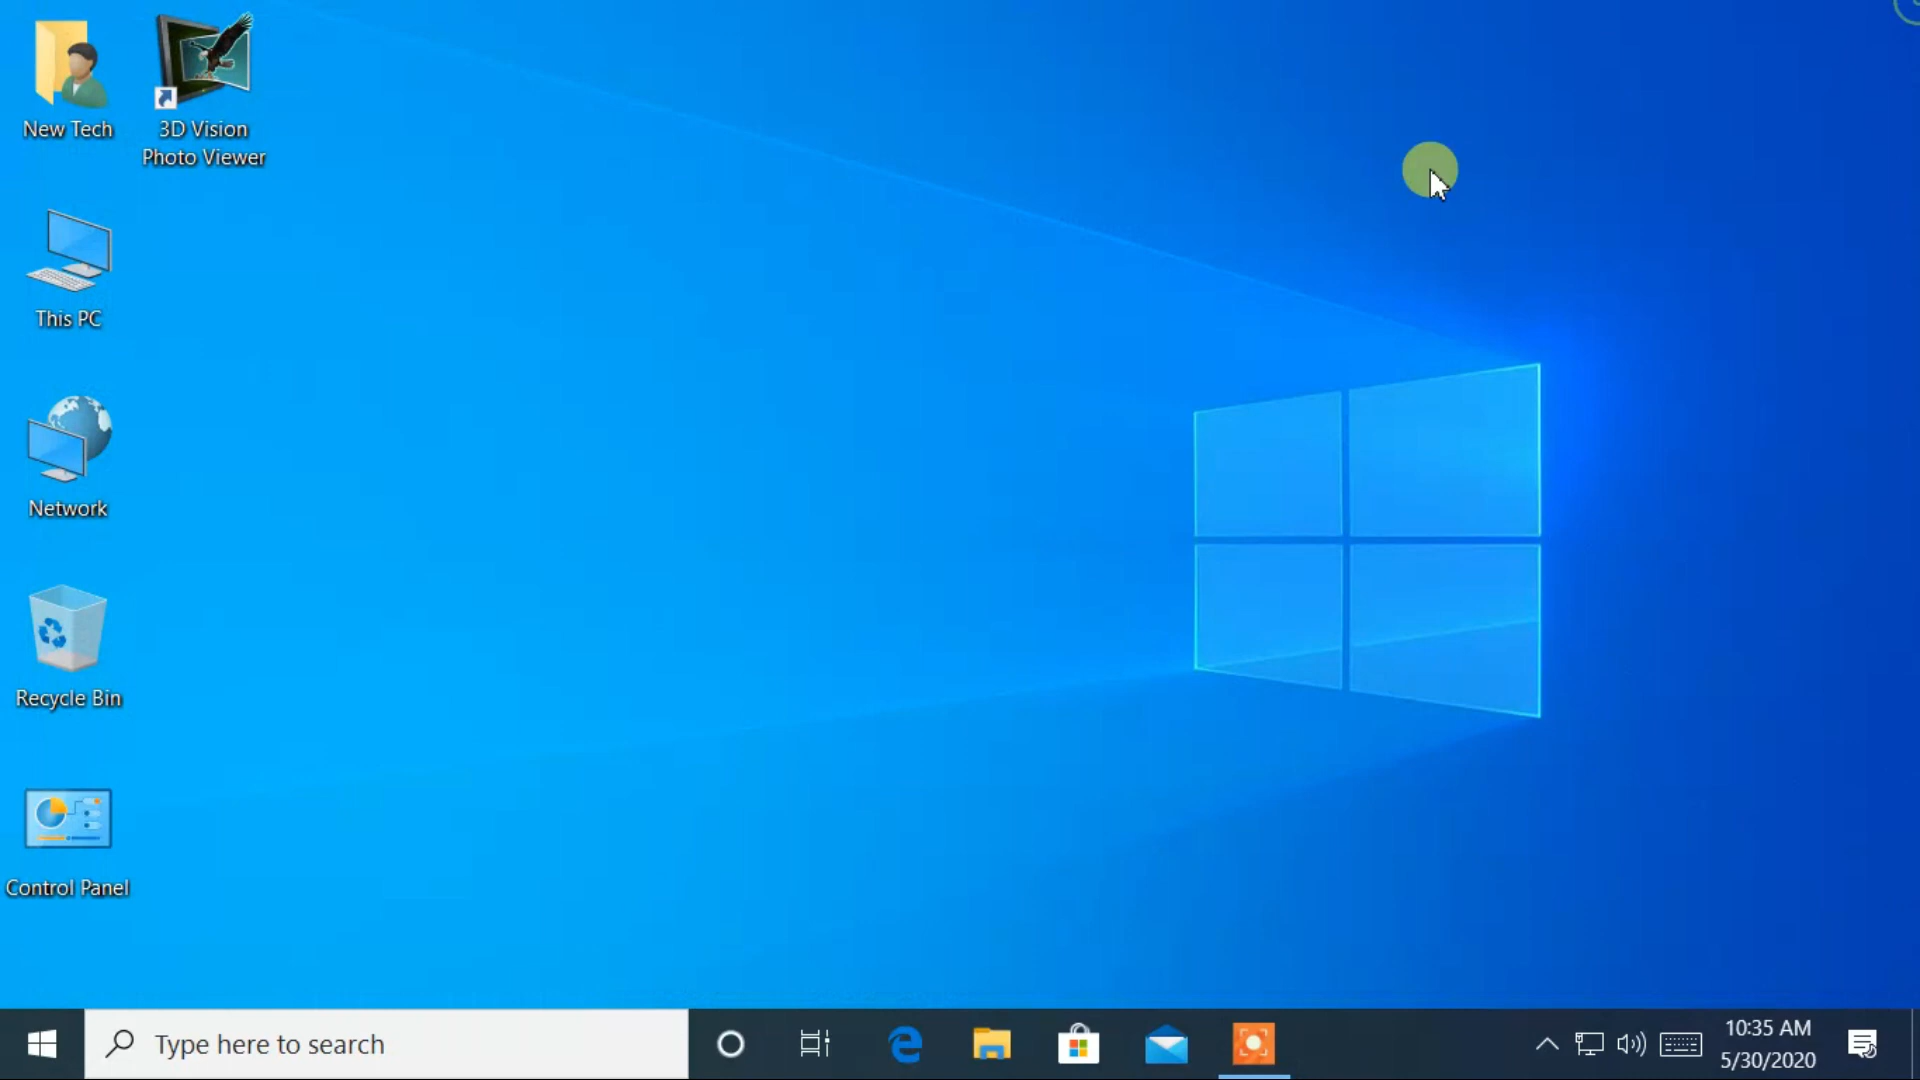 New Tech
3D Vision
Photo Viewer
This PC
Network
Recycle Bin
Control Panel
Type here to search
10:35 AM
5/30/2020